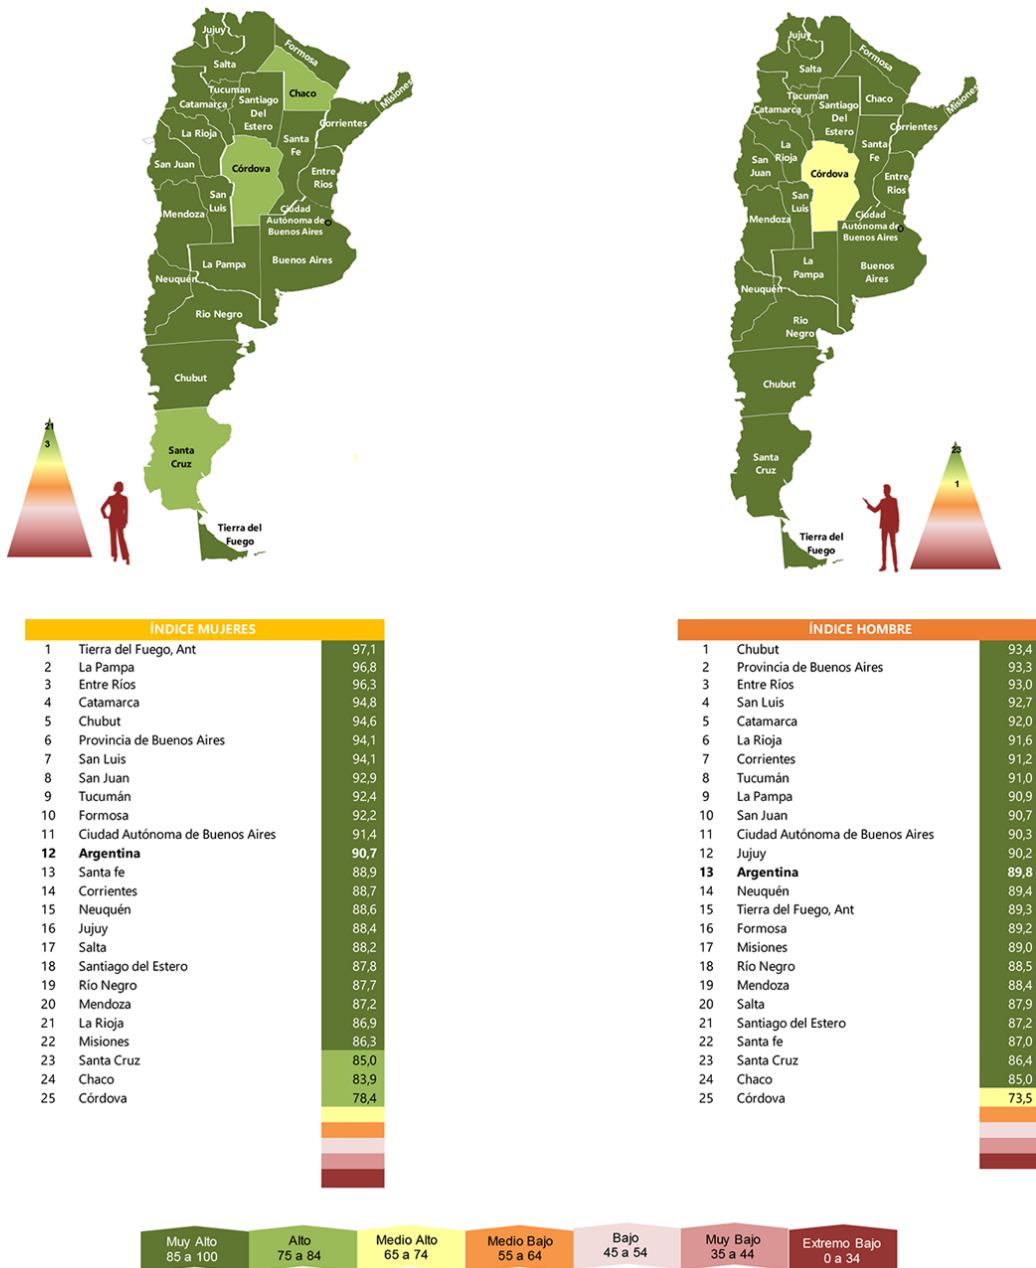 Jujuy
Formosa
Salta
Tucuman
Chaco
Misiones
Catamarca
Santiago
Del
Estero
Corrientes
La Rioja
Santa
Fe
San Juan
Córdova
Entre
Rios
San
Luis
Mendoza
Ciudad
Autónoma de
Buenos Aires
La Pampa
Buenos Aires
Neuquén
Rio Negro
Chubut
Santa
Cruz
Tierra del
Fuego
21
3
Jujuy
Formosa
Salta
Tucuman
Chaco
Misiones
Catamarca
Santiago
Del
Estero
Corrientes
La
Rioja
Santa
Fe
San
Juan
Córdova
Entre
Rios
San
Luis
Mendoza
Ciudad
Autónoma de
Buenos Aires
La
Pampa
Buenos
Aires
Neuquén
Río
Negro
Chubut
Santa
Cruz
Tierra del
Fuego
23
1
ÍNDICE MUJERES
1 Tierra del Fuego, Ant 97,1
2 La Pampa 96,8
3 Entre Ríos 96,3
4 Catamarca 94,8
5 Chubut 94,6
6 Provincia de Buenos Aires 94,1
7 San Luis 94,1
8 San Juan 92,9
9 Tucumán 92,4
10 Formosa 92,2
11 Ciudad Autónoma de Buenos Aires 91,4
12 Argentina 90,7
13 Santa fe 88,9
14 Corrientes 88,7
15 Neuquén 88,6
16 Jujuy 88,4
17 Salta 88,2
18 Santiago del Estero 87,8
19 Río Negro 87,7
20 Mendoza 87,2
21 La Rioja 86,9
22 Misiones 86,3
23 Santa Cruz 85,0
24 Chaco 83,9
25 Córdova 78,4
ÍNDICE HOMBRE
1 Chubut 93,4
2 Provincia de Buenos Aires 93,3
3 Entre Ríos 93,0
4 San Luis 92,7
5 Catamarca 92,0
6 La Rioja 91,6
7 Corrientes 91,2
8 Tucumán 91,0
9 La Pampa 90,9
10 San Juan 90,7
11 Ciudad Autónoma de Buenos Aires 90,3
12 Jujuy 90,2
13 Argentina 89,8
14 Neuquén 89,4
15 Tierra del Fuego, Ant 89,3
16 Formosa 89,2
17 Misiones 89,0
18 Río Negro 88,5
19 Mendoza 88,4
20 Salta 87,9
21 Santiago del Estero 87,2
22 Santa fe 87,0
23 Santa Cruz 86,4
24 Chaco 85,0
25 Córdova 73,5
Muy Alto
85 a 100
Alto
75 a 84
Medio Alto
65 a 74
Medio Bajo
55 a 64
Bajo
45 a 54
Muy Bajo
35 a 44
Extremo Bajo
0 a 34